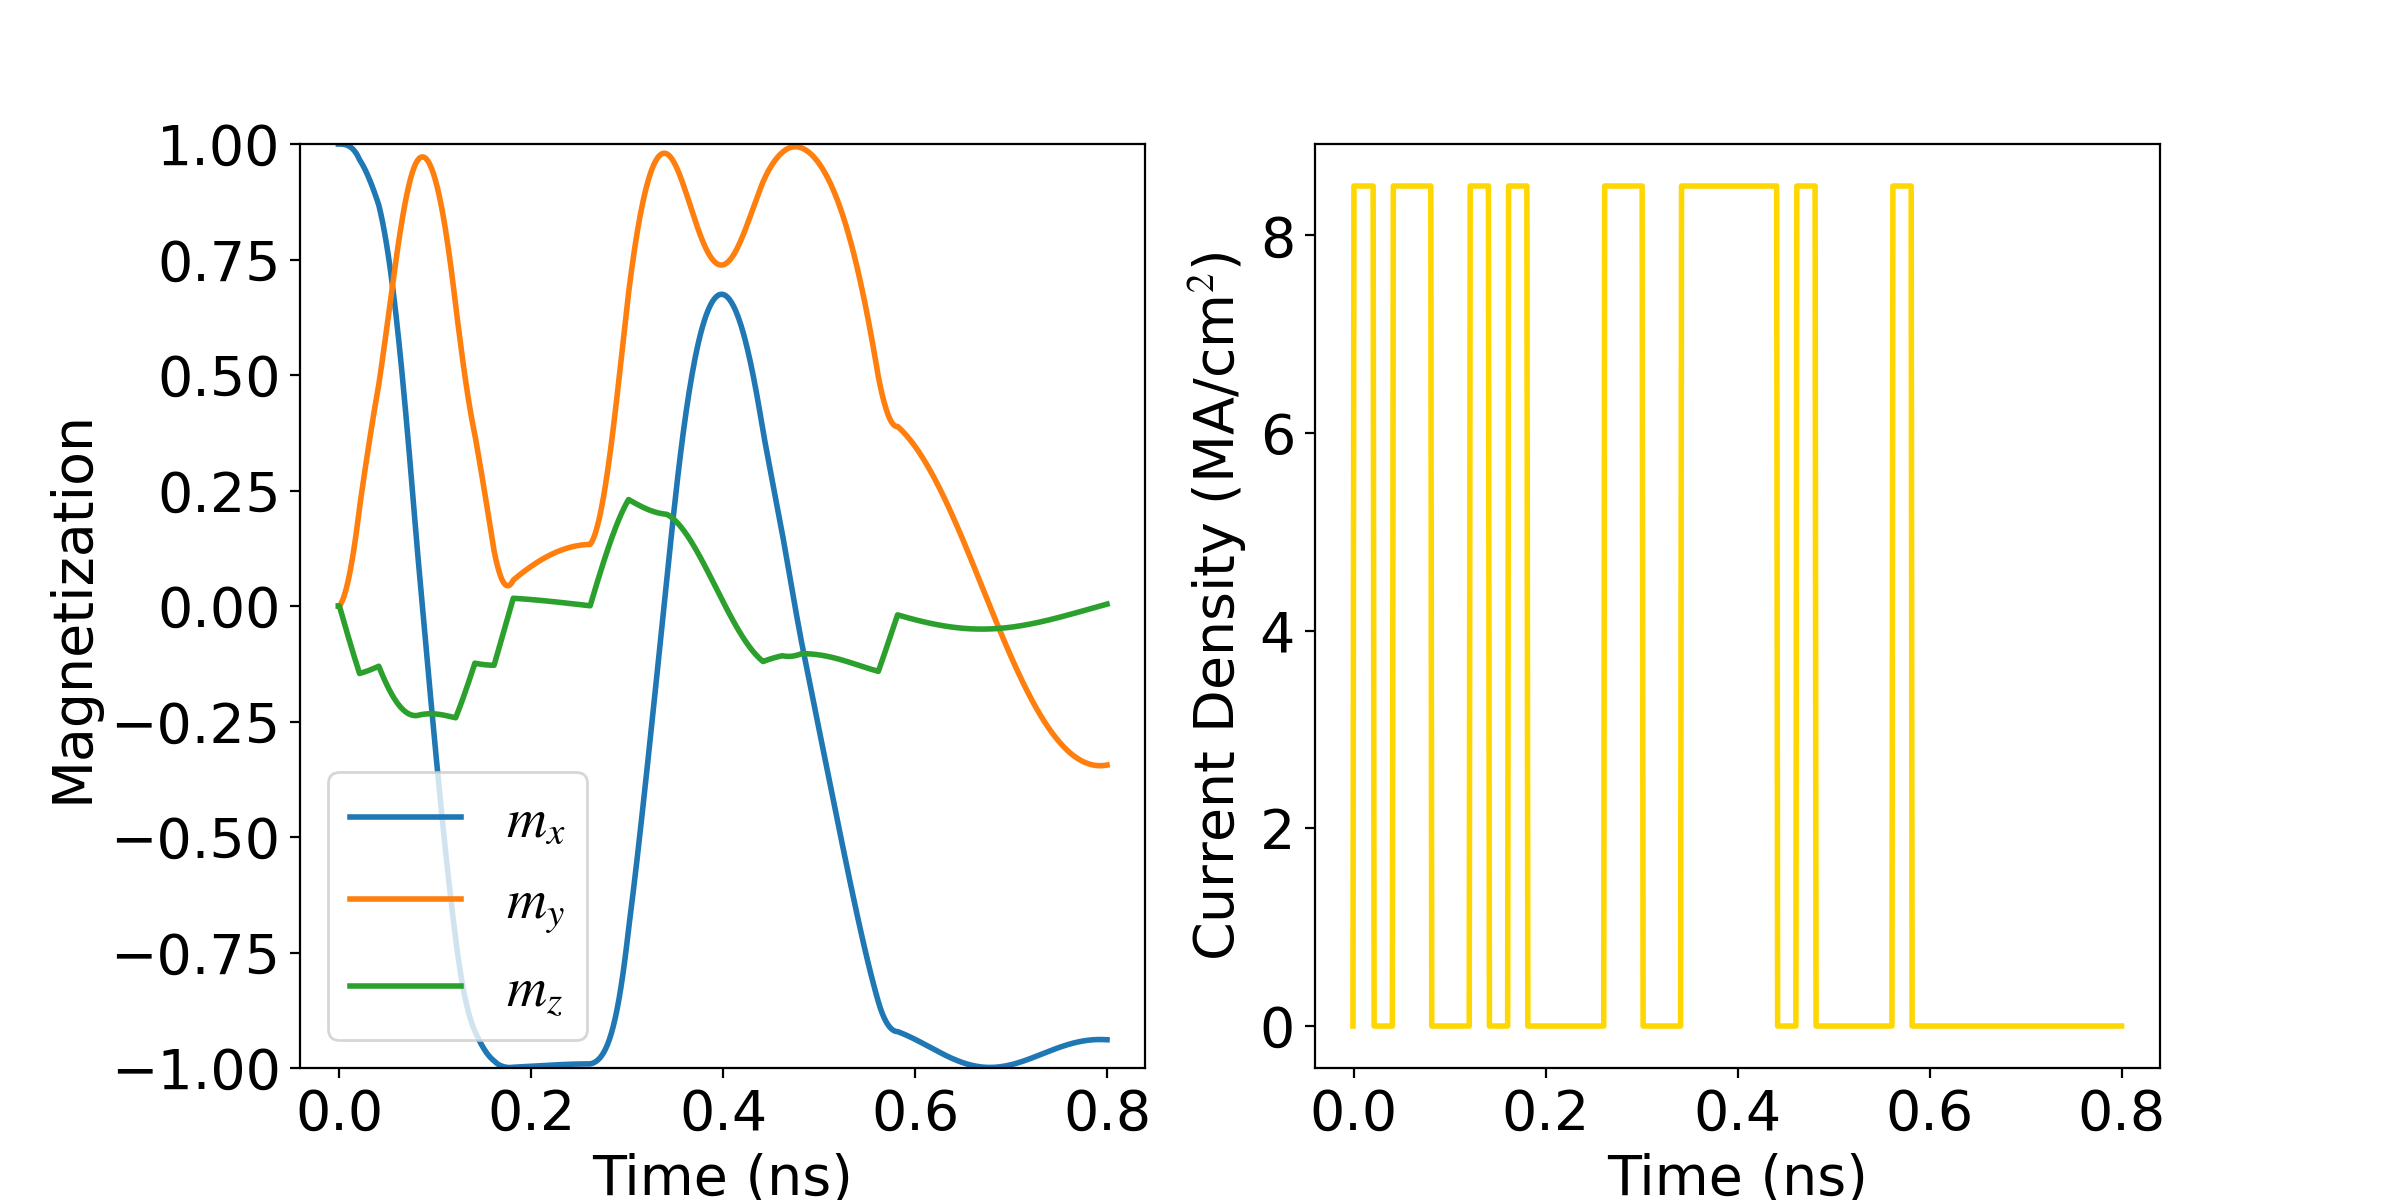 1.00
0.75
0.50
0.25
0.00
−0.25
−0.50
−0.75
−1.00
Magnetization
m_x
m_y
m_z
0.0 0.2 0.4 0.6 0.8
Time (ns)
8
6
4
2
0
Current Density (MA/cm²)
0.0 0.2 0.4 0.6 0.8
Time (ns)